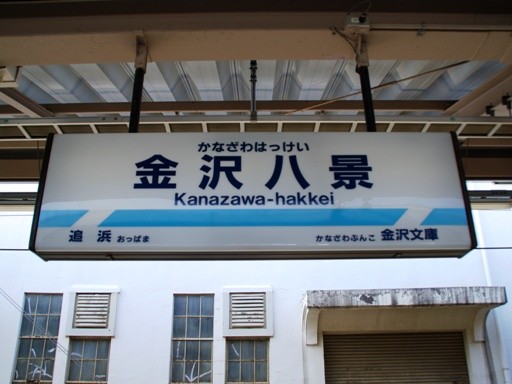 かなざわはっけい
金沢八景
Kanazawa-hakkei
追浜 おっぱま
かなざわぶんこ 金沢文庫